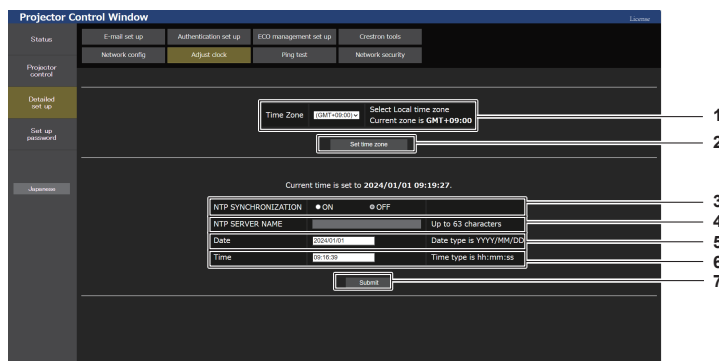 Projector Control Window
License
Status
E-mail set up
Authentication set up
ECO management set up
Crestron tools
Network config
Adjust clock
Ping test
Network security
Projector
control
Detailed
set up
Set up
password
Japanese
Time Zone
(GMT+09:00)
Select Local time zone
Current zone is GMT+09:00
1
Set time zone
2
Current time is set to 2024/01/01 09:19:27.
NTP SYNCHRONIZATION ON OFF
3
NTP SERVER NAME Up to 63 characters
4
Date 2024/01/01 Date type is YYYY/MM/DD
5
Time 09:16:39 Time type is hh:mm:ss
6
Submit
7